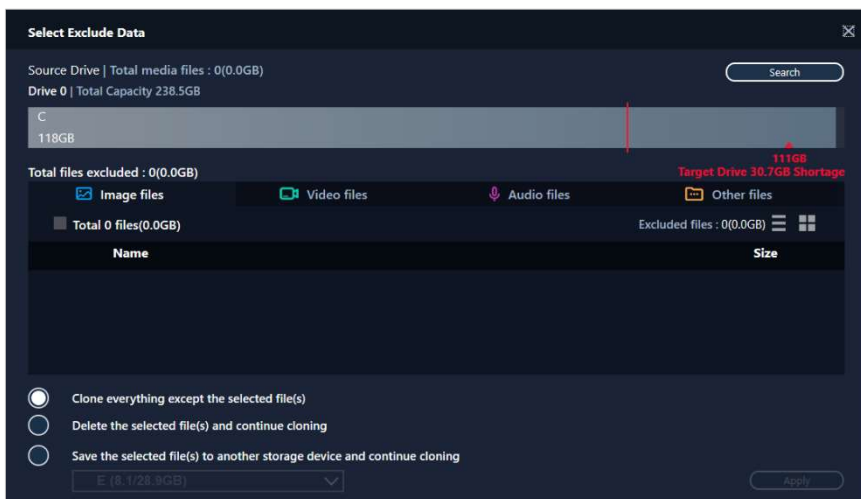 Select Exclude Data
Source Drive | Total media files : 0(0.0GB)
Search
Drive 0 | Total Capacity 238.5GB
C
118GB
111GB
Total files excluded : 0(0.0GB)
Target Drive 30.7GB Shortage
Image files Video files Audio files Other files
Total 0 files(0.0GB) Excluded files : 0(0.0GB)
Name Size
Clone everything except the selected file(s)
Delete the selected file(s) and continue cloning
Save the selected file(s) to another storage device and continue cloning
E (8.1/28.9GB)
Apply